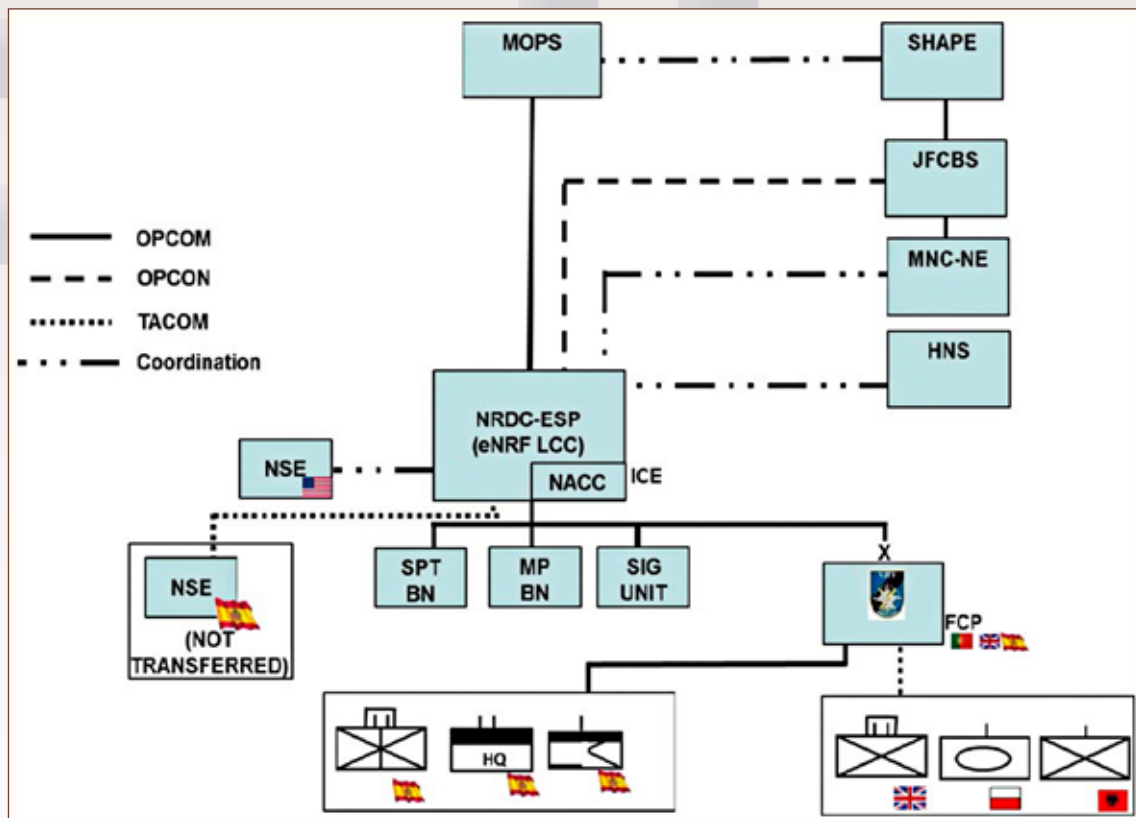 MOPS
SHAPE
JFCBS
MNC-NE
HNS
OPCOM
OPCON
TACOM
Coordination
NRDC-ESP
(eNRF LCC)
NACC
ICE
NSE
NSE
(NOT
TRANSFERRED)
SPT
BN
MP
BN
SIG
UNIT
X
FCP
HQ